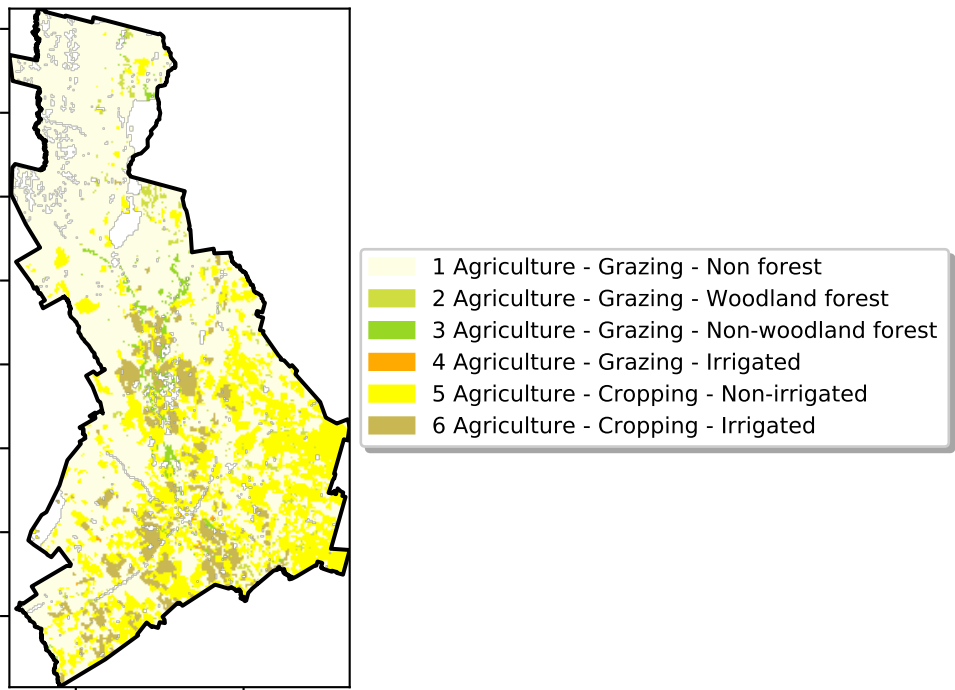 1 Agriculture - Grazing - Non forest
2 Agriculture - Grazing - Woodland forest
3 Agriculture - Grazing - Non-woodland forest
4 Agriculture - Grazing - Irrigated
5 Agriculture - Cropping - Non-irrigated
6 Agriculture - Cropping - Irrigated